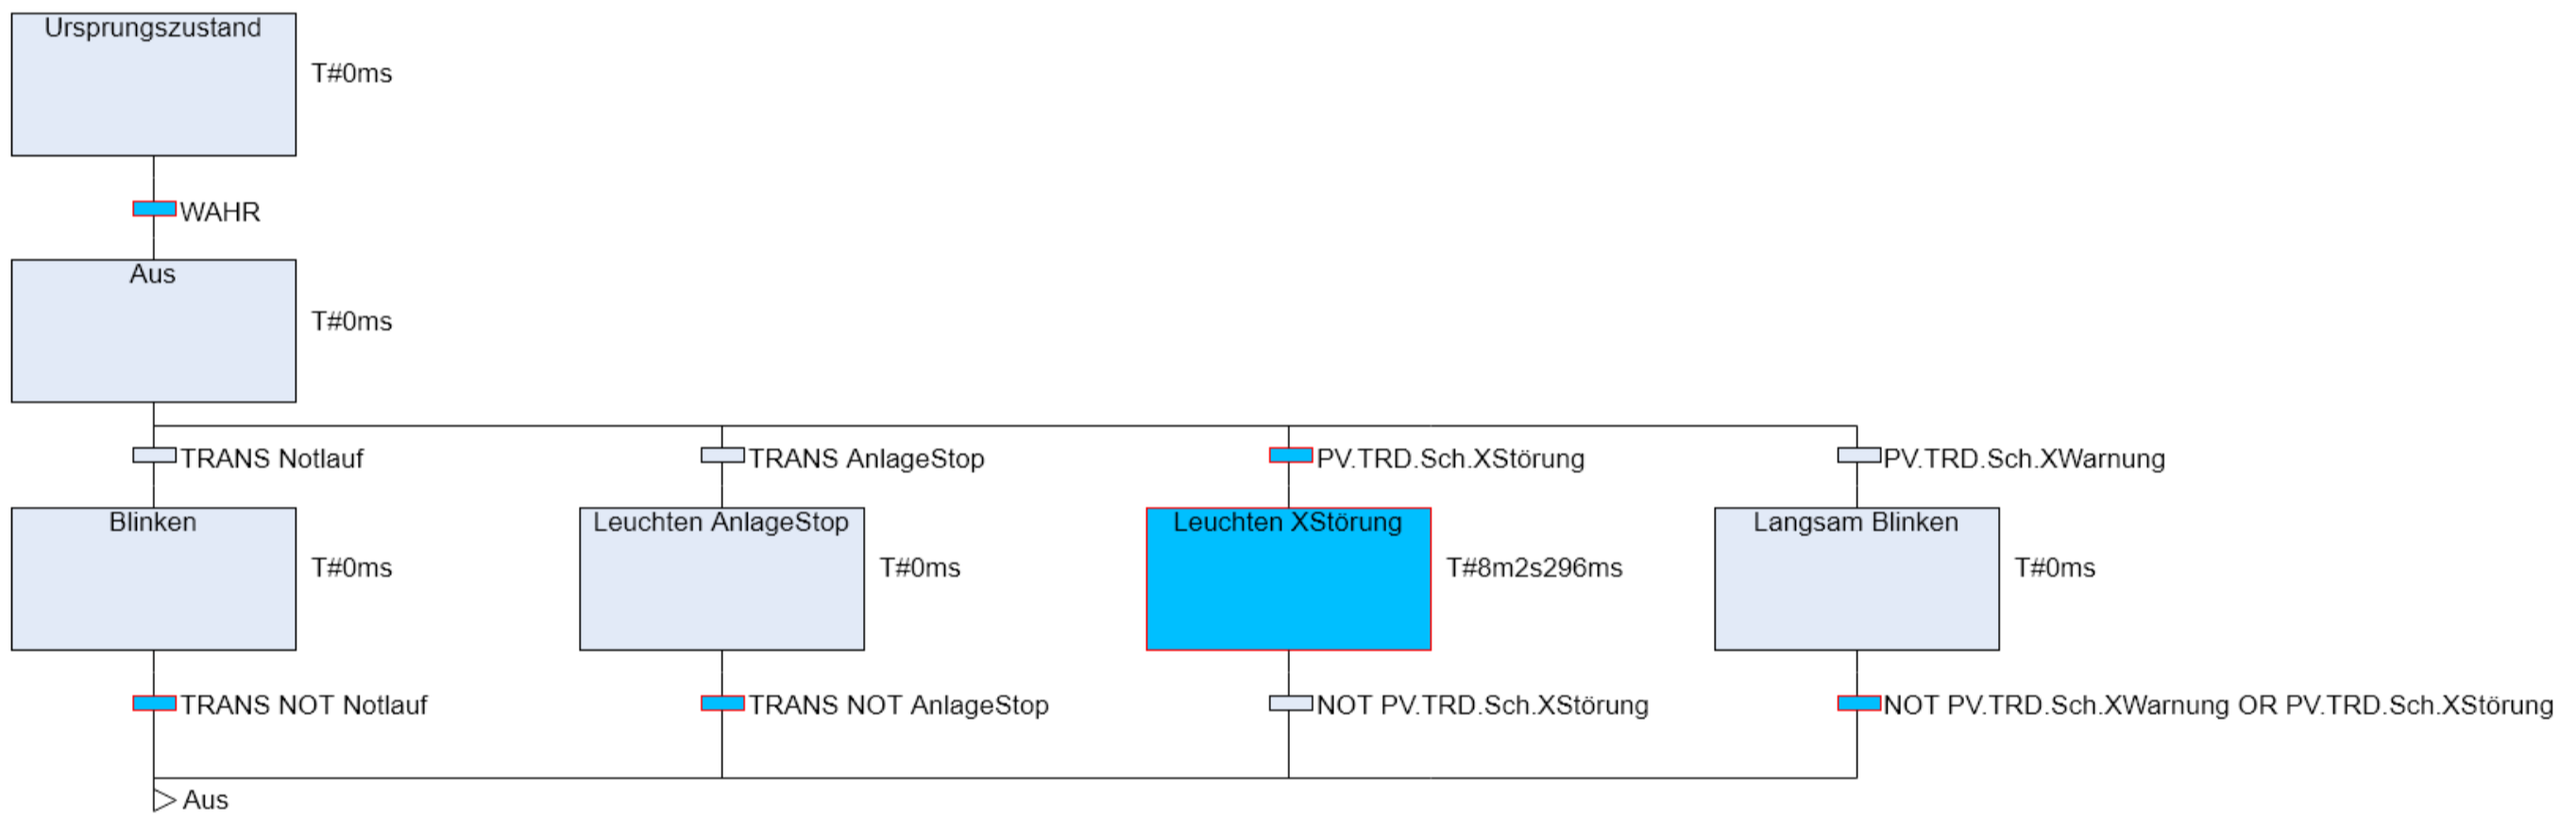 Ursprungszustand
T#0ms
WAHR
Aus
T#0ms
TRANS Notlauf
TRANS AnlageStop
PV.TRD.Sch.XStörung
PV.TRD.Sch.XWarnung
Blinken
T#0ms
Leuchten AnlageStop
T#0ms
Leuchten XStörung
T#8m2s296ms
Langsam Blinken
T#0ms
TRANS NOT Notlauf
TRANS NOT AnlageStop
NOT PV.TRD.Sch.XStörung
NOT PV.TRD.Sch.XWarnung OR PV.TRD.Sch.XStörung
Aus